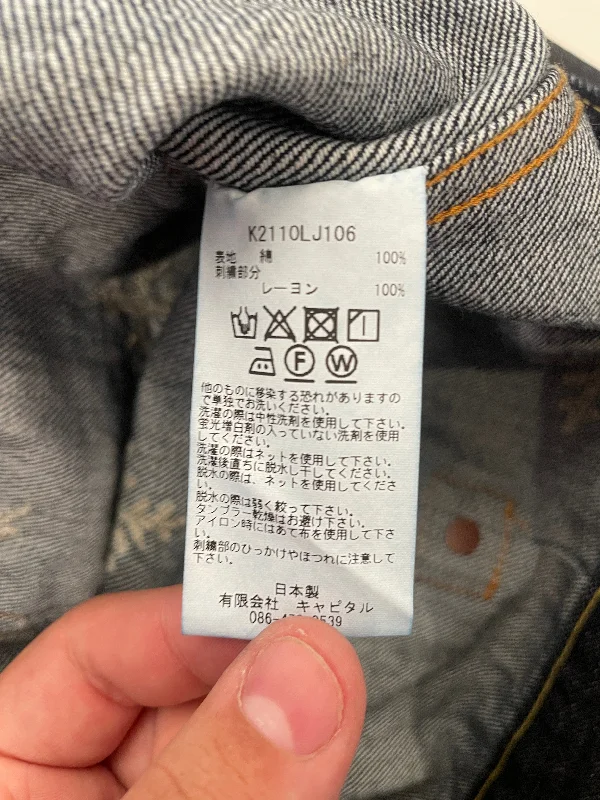 K2110LJ106
表地　綿　100%
刺繍部分
レーヨン　100%
F W
他のものに移染する恐れがありますの
で単独でお洗いください。
洗濯の際は中性洗剤を使用して下さい。
蛍光増白剤の入っていない洗剤を使用
してください。
洗濯の際はネットを使用して下さい。
洗濯後直ちに脱水し干してください。
脱水の際は、ネットを使用してくださ
い。
脱水の際は弱く絞って下さい。
タンブラー乾燥はお避け下さい。
アイロン時にはあて布を使用して下さ
い。
刺繍部のひっかけやほつれに注意して
下さい。
日本製
有限会社　キャピタル